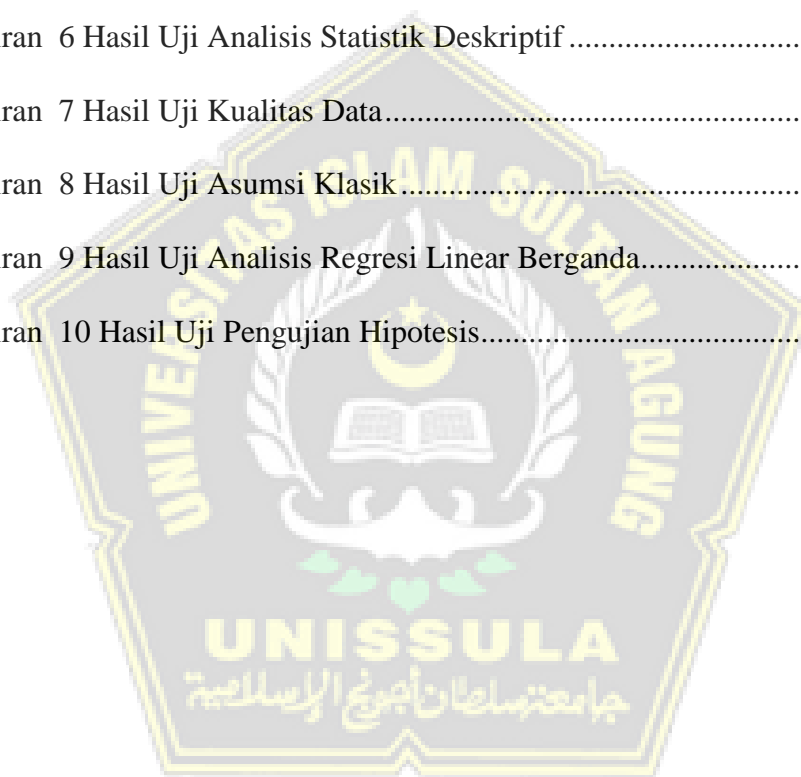 ran 6 Hasil Uji Analisis Statistik Deskriptif ............................
ran 7 Hasil Uji Kualitas Data...................................................
ran 8 Hasil Uji Asumsi Klasik .................................................
ran 9 Hasil Uji Analisis Regresi Linear Berganda....................
ran 10 Hasil Uji Pengujian Hipotesis.......................................
UNIVERSITAS ISLAM SULTAN AGUNG
UNISSULA
جامعتسلطان أجونج الإسلامية